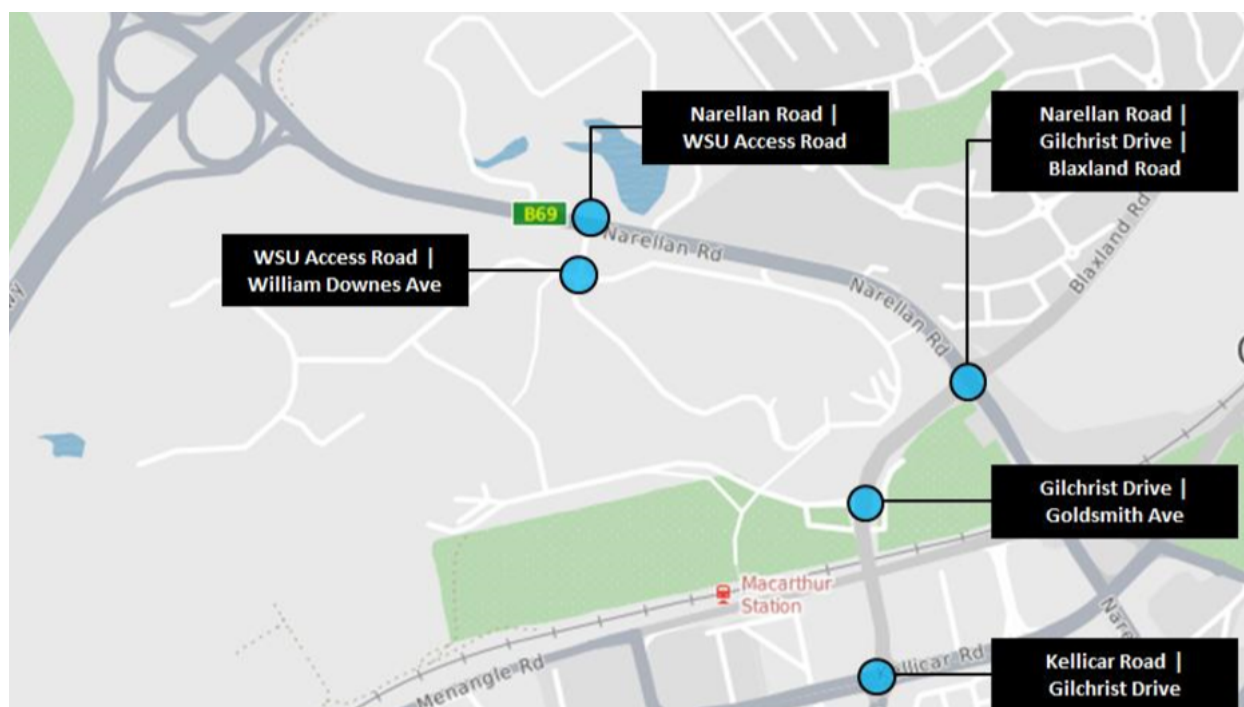 Narellan Road |
WSU Access Road
Narellan Road |
Gilchrist Drive |
Blaxland Road
B69
Narellan Rd
WSU Access Road |
William Downes Ave
Blaxland Rd
Narellan Rd
Gilchrist Drive |
Goldsmith Ave
Macarthur
Station
Menangle Rd
Kellicar Road |
Gilchrist Drive